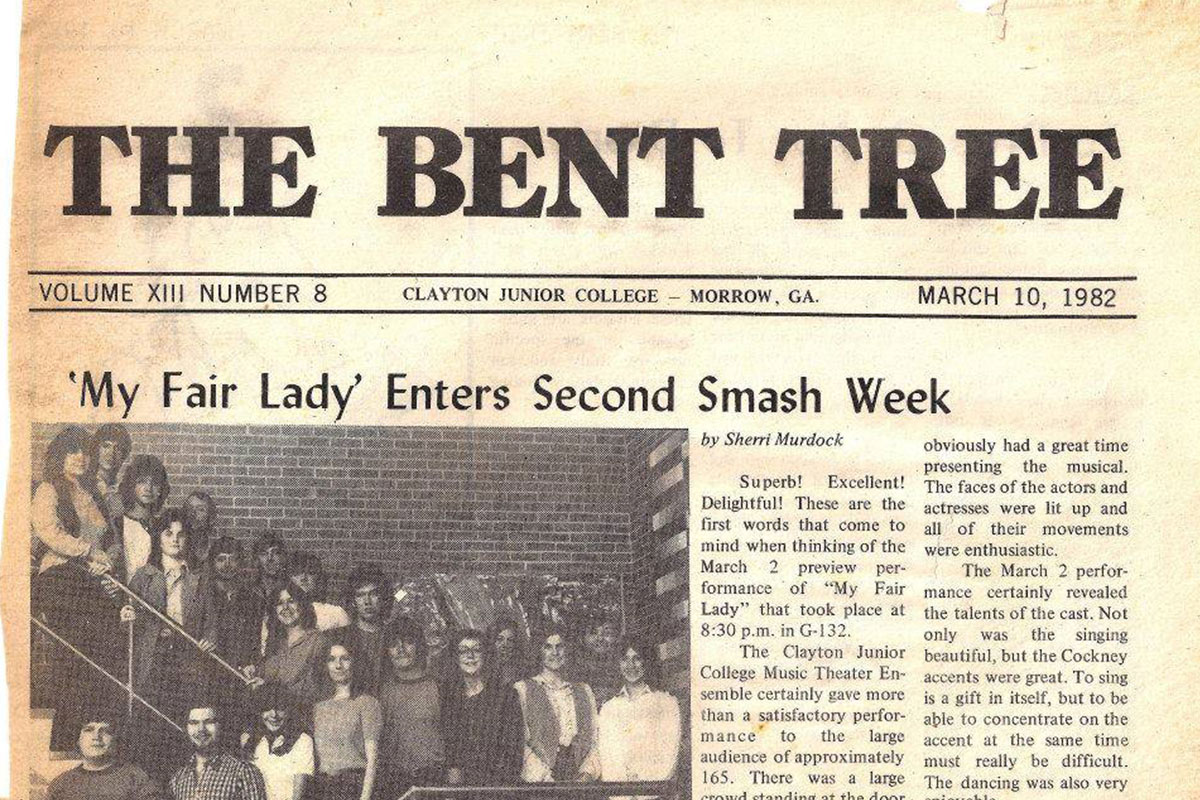 THE BENT TREE
VOLUME XIII NUMBER 8
CLAYTON JUNIOR COLLEGE — MORROW, GA.
MARCH 10, 1982
'My Fair Lady' Enters Second Smash Week
by Sherri Murdock
Superb! Excellent!
Delightful! These are the
first words that come to
mind when thinking of the
March 2 preview per-
formance of "My Fair
Lady" that took place at
8:30 p.m. in G-132.
The Clayton Junior
College Music Theater En-
semble certainly gave more
than a satisfactory perfor-
mance to the large
audience of approximately
165. There was a large
crowd standing at the door
obviously had a great time
presenting the musical.
The faces of the actors and
actresses were lit up and
all of their movements
were enthusiastic.
The March 2 perfor-
mance certainly revealed
the talents of the cast. Not
only was the singing
beautiful, but the Cockney
accents were great. To sing
is a gift in itself, but to be
able to concentrate on the
accent at the same time
must really be difficult.
The dancing was also very